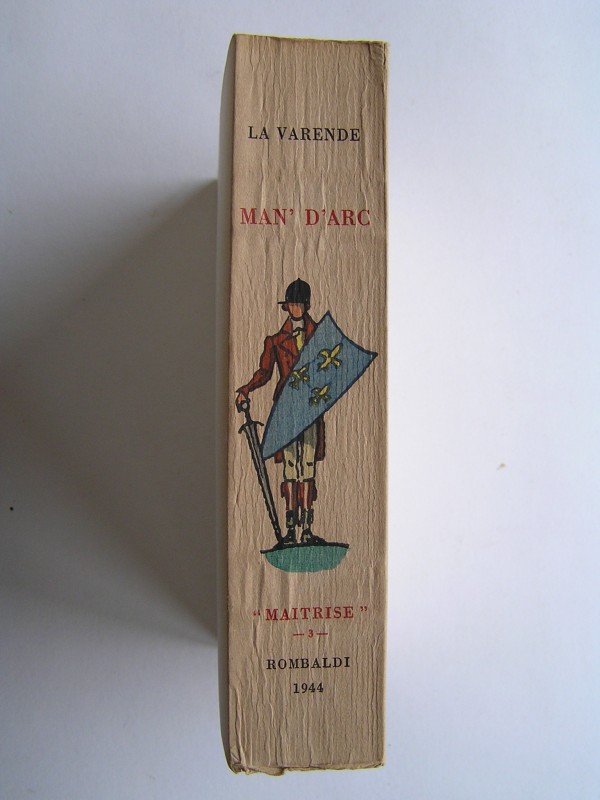 LA VARENDE
MAN' D'ARC
"MAITRISE"
—3—
ROMBALDI
1944